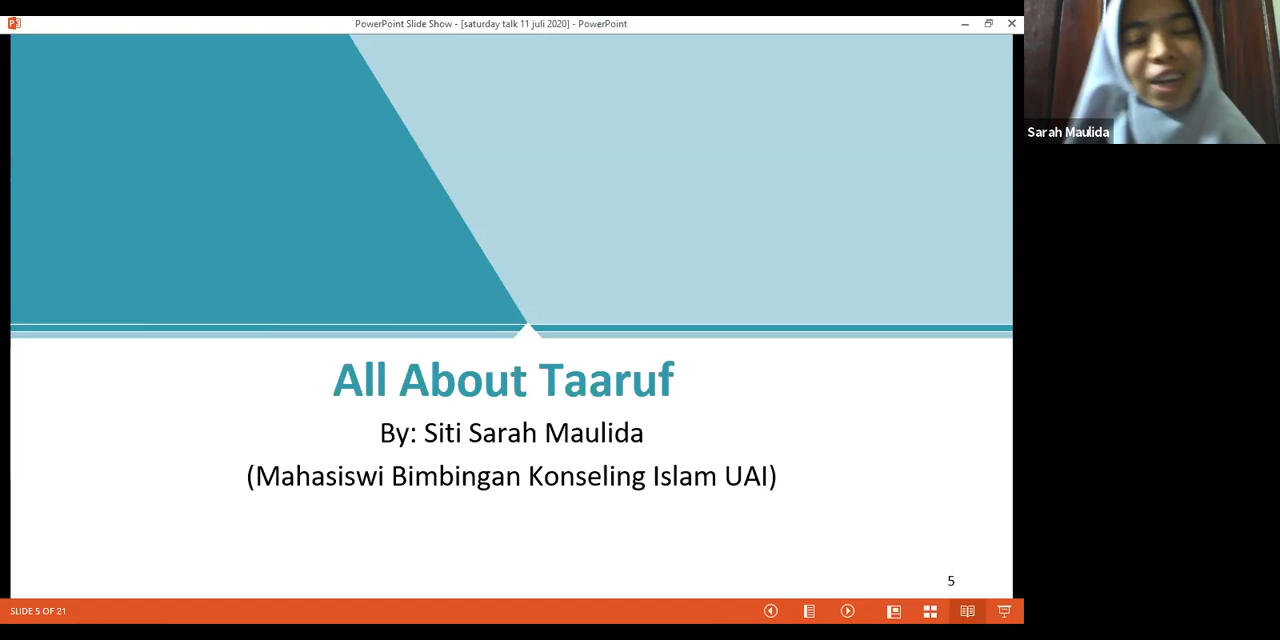 PowerPoint Slide Show - [saturday talk 11 juli 2020] - PowerPoint
Sarah Maulida
All About Taaruf
By: Siti Sarah Maulida
(Mahasiswi Bimbingan Konseling Islam UAI)
5
SLIDE 5 OF 21